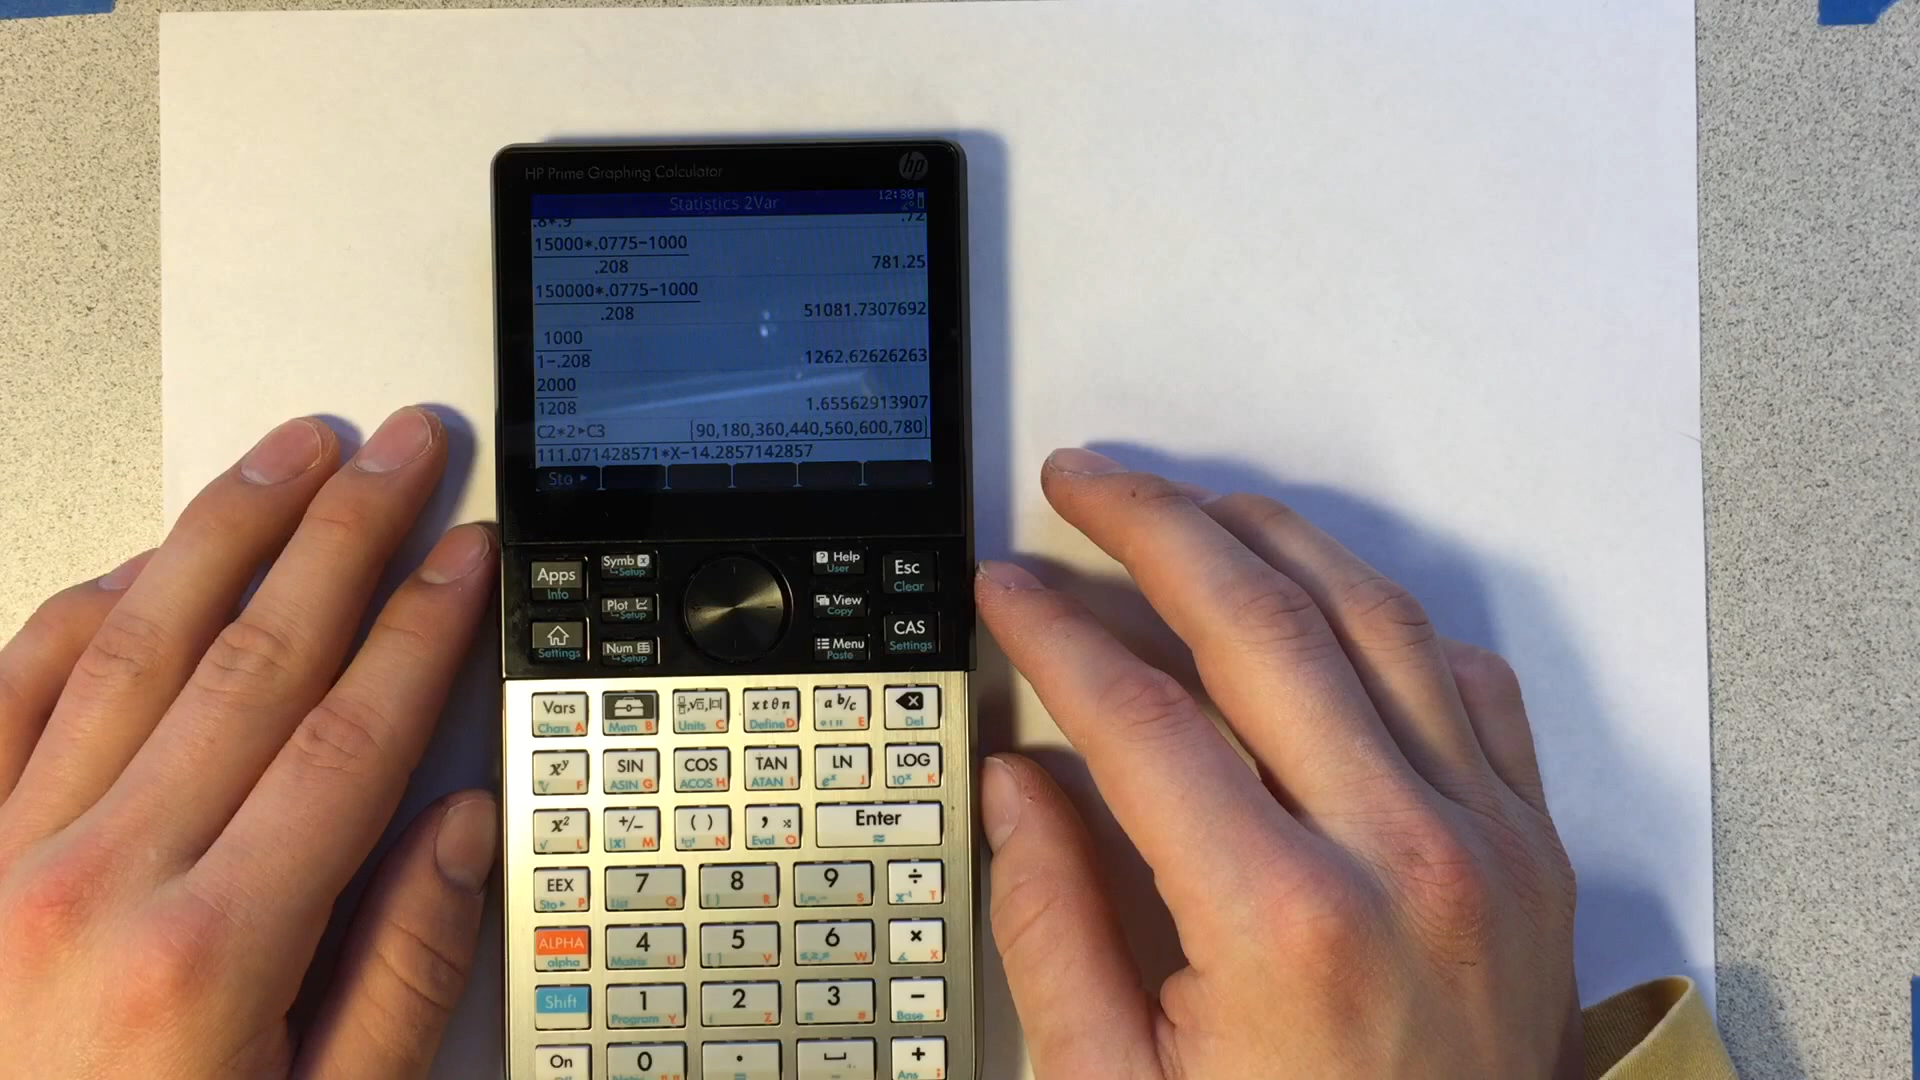 HP Prime Graphing Calculator hp
Statistics 2Var 12:30
.8*.9 .72
15000*.0775-1000
.208 781.25
150000*.0775-1000
.208 51081.7307692
1000
1-.208 1262.62626263
2000
1208 1.65562913907
C2*2▶C3 [90,180,360,440,560,600,780]
111.071428571*X-14.2857142857
Sto ▶
Apps Info Symb Setup Help User Esc Clear
Plot Setup View Copy
Settings Num Setup Menu Paste CAS Settings
Vars Chars A Mem B Units C x t θ n Define D a b/c E Del
xʸ F SIN ASIN G COS ACOS H TAN ATAN I LN eˣ J LOG 10ˣ K
x² √ L +/- |x| M ( ) N , Eval O Enter ≈
EEX Sto ▶ P 7 List Q 8 R 9 S ÷ x⁻¹ T
ALPHA alpha 4 Matrix U 5 [ ] V 6 ≤,≥,≠ W × X
Shift 1 Program Y 2 Z 3 π # − Base :
On 0 Notes . = + Ans ;